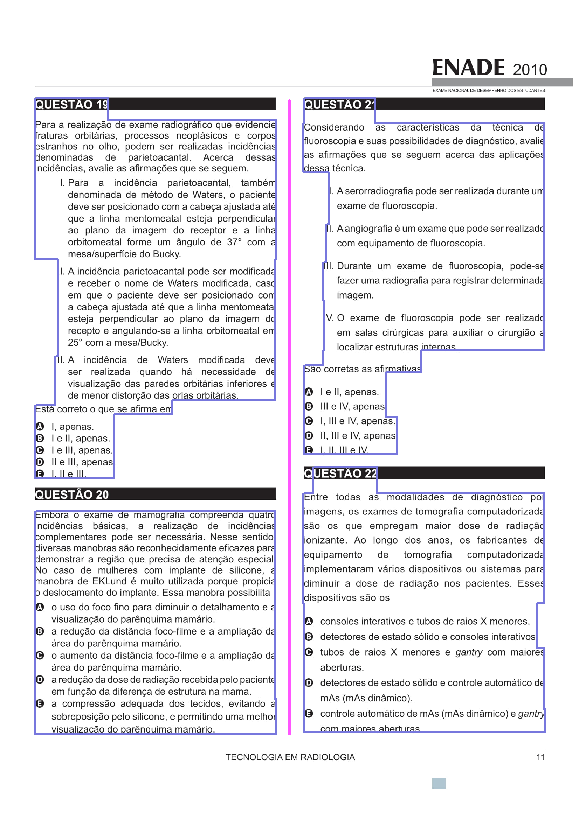 ENADE 2010
EXAME NACIONAL DE DESEMPENHO DOS ESTUDANTES
QUESTÃO 19
Para a realização de exame radiográfico que evidencie
fraturas orbitárias, processos neoplásicos e corpos
estranhos no olho, podem ser realizadas incidências
denominadas de parietoacantal. Acerca dessas
incidências, avalie as afirmações que se seguem.
I. Para a incidência parietoacantal, também
denominada de método de Waters, o paciente
deve ser posicionado com a cabeça ajustada até
que a linha mentomeatal esteja perpendicular
ao plano da imagem do receptor e a linha
orbitomeatal forme um ângulo de 37° com a
mesa/superfície do Bucky.
I. A incidência parietoacantal pode ser modificada
e receber o nome de Waters modificada, caso
em que o paciente deve ser posicionado com
a cabeça ajustada até que a linha mentomeatal
esteja perpendicular ao plano da imagem do
recepto e angulando-se a linha orbitomeatal em
25° com a mesa/Bucky.
II. A incidência de Waters modificada deve
ser realizada quando há necessidade de
visualização das paredes orbitárias inferiores e
de menor distorção das orias orbitárias.
Está correto o que se afirma em
A I, apenas.
B I e II, apenas.
C I e III, apenas.
D II e III, apenas
E I, II e III.
QUESTÃO 20
Embora o exame de mamografia compreenda quatro
incidências básicas, a realização de incidências
complementares pode ser necessária. Nesse sentido,
diversas manobras são reconhecidamente eficazes para
demonstrar a região que precisa de atenção especial.
No caso de mulheres com implante de silicone, a
manobra de EKLund é muito utilizada porque propicia
o deslocamento do implante. Essa manobra possibilita
A o uso do foco fino para diminuir o detalhamento e a
visualização do parênquima mamário.
B a redução da distância foco-filme e a ampliação da
área do parênquima mamário.
C o aumento da distância foco-filme e a ampliação da
área do parênquima mamário.
D a redução da dose de radiação recebida pelo paciente
em função da diferença de estrutura na mama.
E a compressão adequada dos tecidos, evitando a
sobreposição pelo silicone, e permitindo uma melhor
visualização do parênquima mamário.
QUESTÃO 21
Considerando as características da técnica de
fluoroscopia e suas possibilidades de diagnóstico, avalie
as afirmações que se seguem acerca das aplicações
dessa técnica.
I. A serrorradiografia pode ser realizada durante um
exame de fluoroscopia.
II. A angiografia é um exame que pode ser realizado
com equipamento de fluoroscopia.
III. Durante um exame de fluoroscopia, pode-se
fazer uma radiografia para registrar determinada
imagem.
V. O exame de fluoroscopia pode ser realizado
em salas cirúrgicas para auxiliar o cirurgião a
localizar estruturas internas.
São corretas as afirmativas
A I e II, apenas.
B III e IV, apenas
C I, III e IV, apenas.
D II, III e IV, apenas
E I, II, III e IV.
QUESTÃO 22
Entre todas as modalidades de diagnóstico por
imagens, os exames de tomografia computadorizada
são os que empregam maior dose de radiação
ionizante. Ao longo dos anos, os fabricantes de
equipamento de tomografia computadorizada
implementaram vários dispositivos ou sistemas para
diminuir a dose de radiação nos pacientes. Esses
dispositivos são os
A consoles interativos e tubos de raios X menores.
B detectores de estado sólido e consoles interativos
C tubos de raios X menores e gantry com maiores
aberturas.
D detectores de estado sólido e controle automático de
mAs (mAs dinâmico).
E controle automático de mAs (mAs dinâmico) e gantry
com maiores aberturas
TECNOLOGIA EM RADIOLOGIA
11